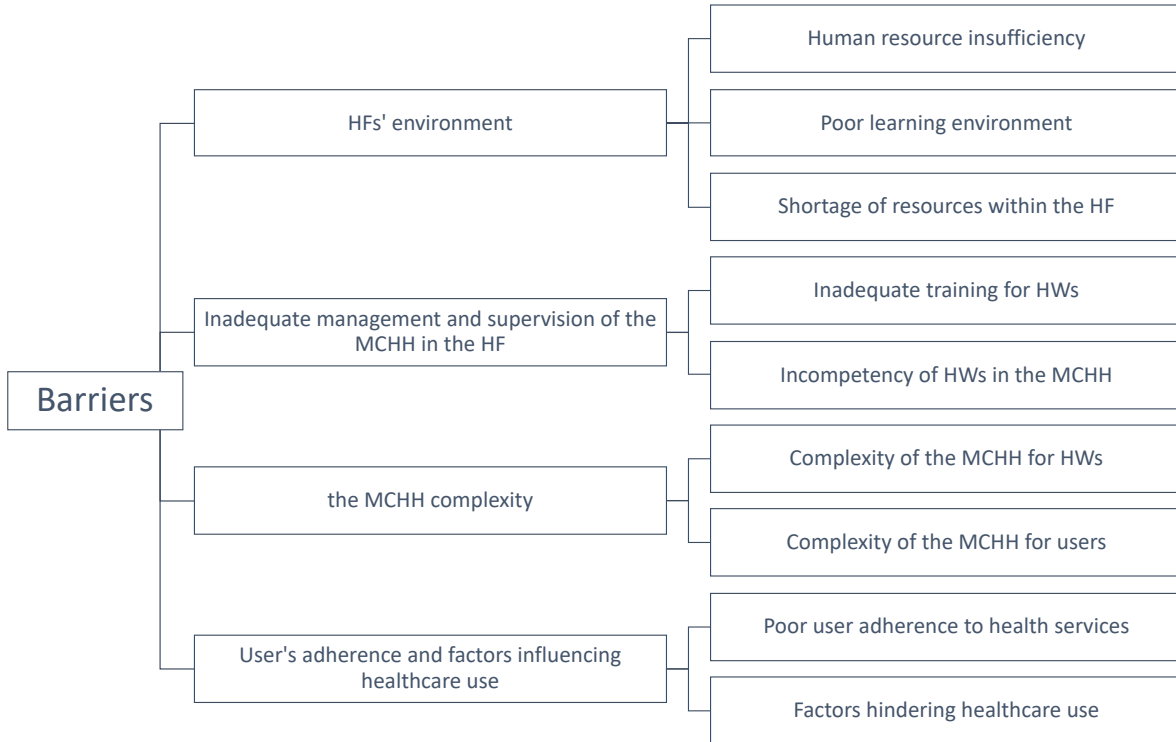 Barriers
HFs' environment
Human resource insufficiency
Poor learning environment
Shortage of resources within the HF
Inadequate management and supervision of the
MCHH in the HF
Inadequate training for HWs
Incompetency of HWs in the MCHH
the MCHH complexity
Complexity of the MCHH for HWs
Complexity of the MCHH for users
User's adherence and factors influencing
healthcare use
Poor user adherence to health services
Factors hindering healthcare use